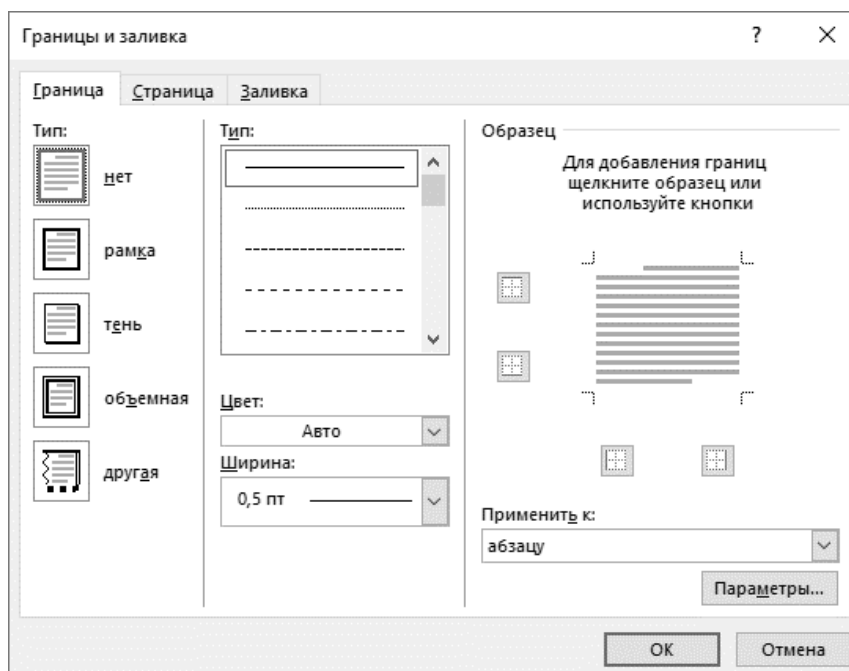 Границы и заливка
?
Граница
Страница
Заливка
Тип:
нет
рамка
тень
объемная
другая
Тип:
Цвет:
Авто
Ширина:
0,5 пт
Образец
Для добавления границ
щелкните образец или
используйте кнопки
Применить к:
абзацу
Параметры...
ОК
Отмена